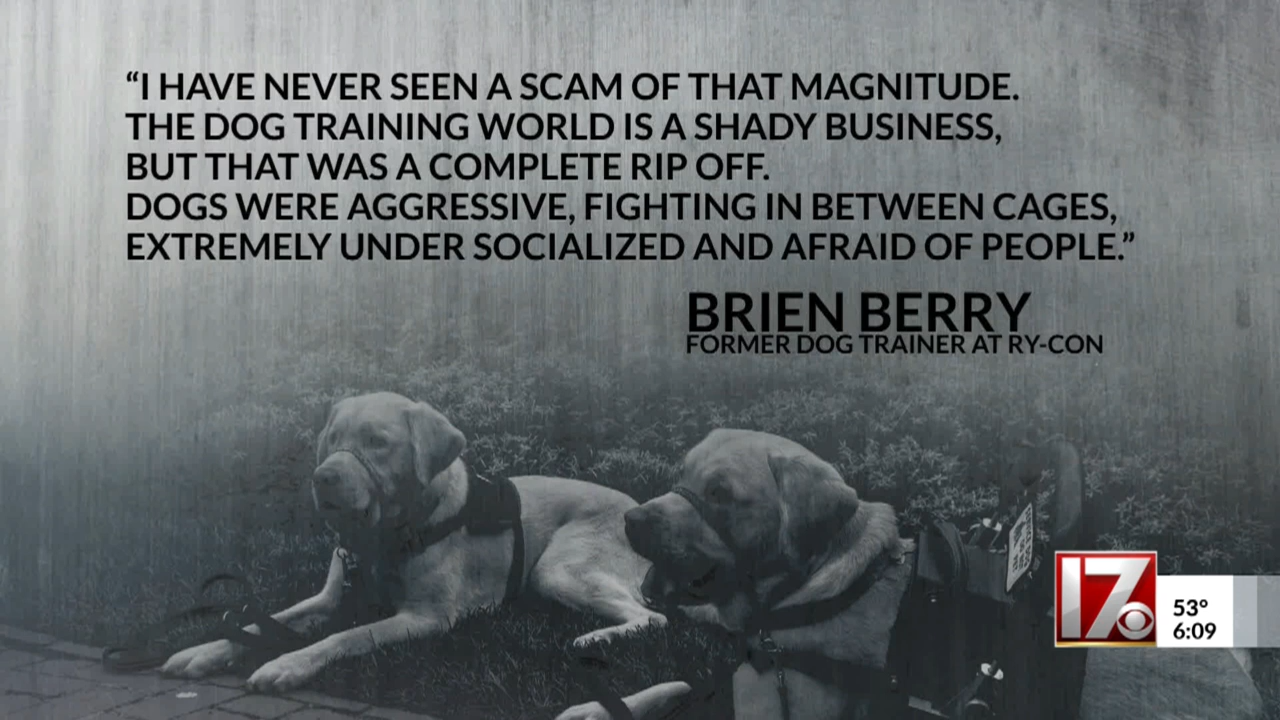 “I HAVE NEVER SEEN A SCAM OF THAT MAGNITUDE.
THE DOG TRAINING WORLD IS A SHADY BUSINESS,
BUT THAT WAS A COMPLETE RIP OFF.
DOGS WERE AGGRESSIVE, FIGHTING IN BETWEEN CAGES,
EXTREMELY UNDER SOCIALIZED AND AFRAID OF PEOPLE.”
BRIEN BERRY
FORMER DOG TRAINER AT RY-CON
17
53°
6:09